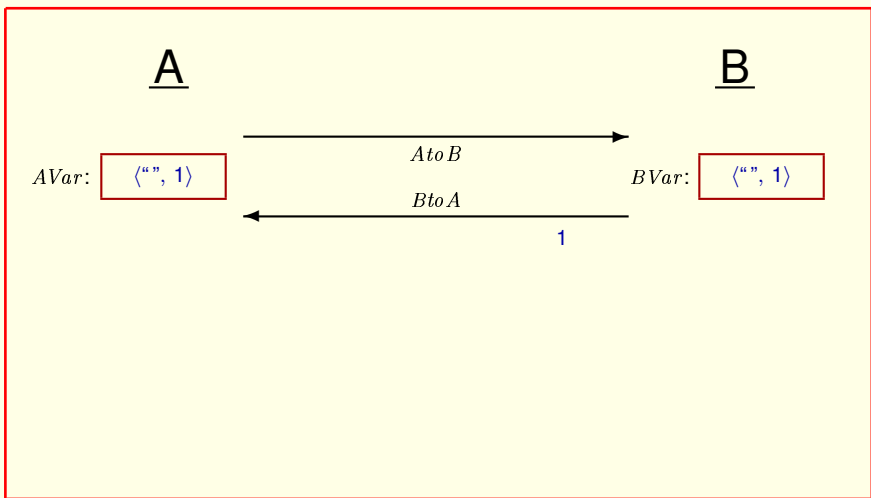 A B
AtoB
AVar: ⟨“ ”, 1⟩ BVar: ⟨“ ”, 1⟩
BtoA
1